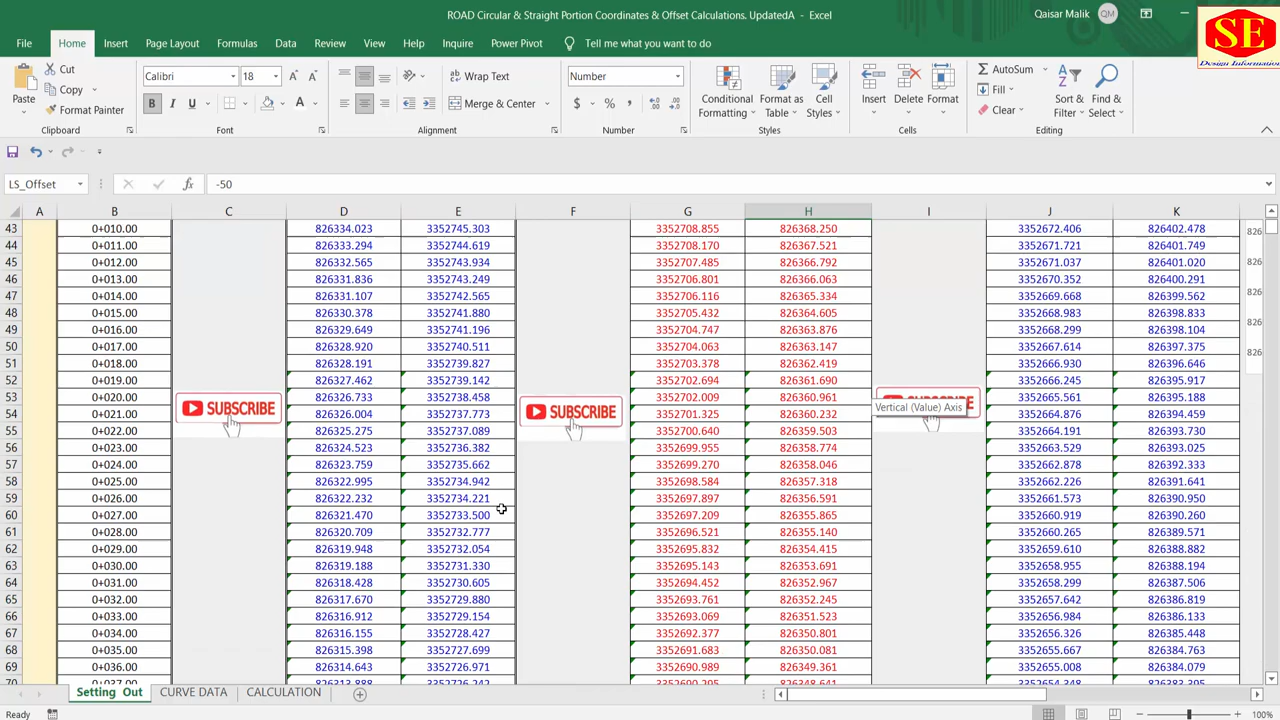 ROAD Circular & Straight Portion Coordinates & Offset Calculations. UpdatedA - Excel
Qaisar Malik QM
SE
Design Information
File Home Insert Page Layout Formulas Data Review View Help Inquire Power Pivot Tell me what you want to do
Paste Cut Copy Format Painter
Calibri 18 Wrap Text Merge & Center Number
Conditional Formatting Format as Table Cell Styles Insert Delete Format
AutoSum Fill Clear Sort & Filter Find & Select
Clipboard Font Alignment Number Styles Cells Editing
LS_Offset fx -50
A B C D E F G H I J K
43 0+010.00 826334.023 3352745.303 3352708.855 826368.250 3352672.406 826402.478 826
44 0+011.00 826333.294 3352744.619 3352708.170 826367.521 3352671.721 826401.749
45 0+012.00 826332.565 3352743.934 3352707.485 826366.792 3352671.037 826401.020 826
46 0+013.00 826331.836 3352743.249 3352706.801 826366.063 3352670.352 826400.291
47 0+014.00 826331.107 3352742.565 3352706.116 826365.334 3352669.668 826399.562 826
48 0+015.00 826330.378 3352741.880 3352705.432 826364.605 3352668.983 826398.833
49 0+016.00 826329.649 3352741.196 3352704.747 826363.876 3352668.299 826398.104 826
50 0+017.00 826328.920 3352740.511 3352704.063 826363.147 3352667.614 826397.375 826
51 0+018.00 826328.191 3352739.827 3352703.378 826362.419 3352666.930 826396.646
52 0+019.00 826327.462 3352739.142 3352702.694 826361.690 3352666.245 826395.917
53 0+020.00 826326.733 3352738.458 3352702.009 826360.961 3352665.561 826395.188
SUBSCRIBE SUBSCRIBE
Vertical (Value) Axis
54 0+021.00 826326.004 3352737.773 3352701.325 826360.232 3352664.876 826394.459
55 0+022.00 826325.275 3352737.089 3352700.640 826359.503 3352664.191 826393.730
56 0+023.00 826324.523 3352736.382 3352699.955 826358.774 3352663.529 826393.025
57 0+024.00 826323.759 3352735.662 3352699.270 826358.046 3352662.878 826392.333
58 0+025.00 826322.995 3352734.942 3352698.584 826357.318 3352662.226 826391.641
59 0+026.00 826322.232 3352734.221 3352697.897 826356.591 3352661.573 826390.950
60 0+027.00 826321.470 3352733.500 3352697.209 826355.865 3352660.919 826390.260
61 0+028.00 826320.709 3352732.777 3352696.521 826355.140 3352660.265 826389.571
62 0+029.00 826319.948 3352732.054 3352695.832 826354.415 3352659.610 826388.882
63 0+030.00 826319.188 3352731.330 3352695.143 826353.691 3352658.955 826388.194
64 0+031.00 826318.428 3352730.605 3352694.452 826352.967 3352658.299 826387.506
65 0+032.00 826317.670 3352729.880 3352693.761 826352.245 3352657.642 826386.819
66 0+033.00 826316.912 3352729.154 3352693.069 826351.523 3352656.984 826386.133
67 0+034.00 826316.155 3352728.427 3352692.377 826350.801 3352656.326 826385.448
68 0+035.00 826315.398 3352727.699 3352691.683 826350.081 3352655.667 826384.763
69 0+036.00 826314.643 3352726.971 3352690.989 826349.361 3352655.008 826384.079
Setting Out CURVE DATA CALCULATION
Ready 100%